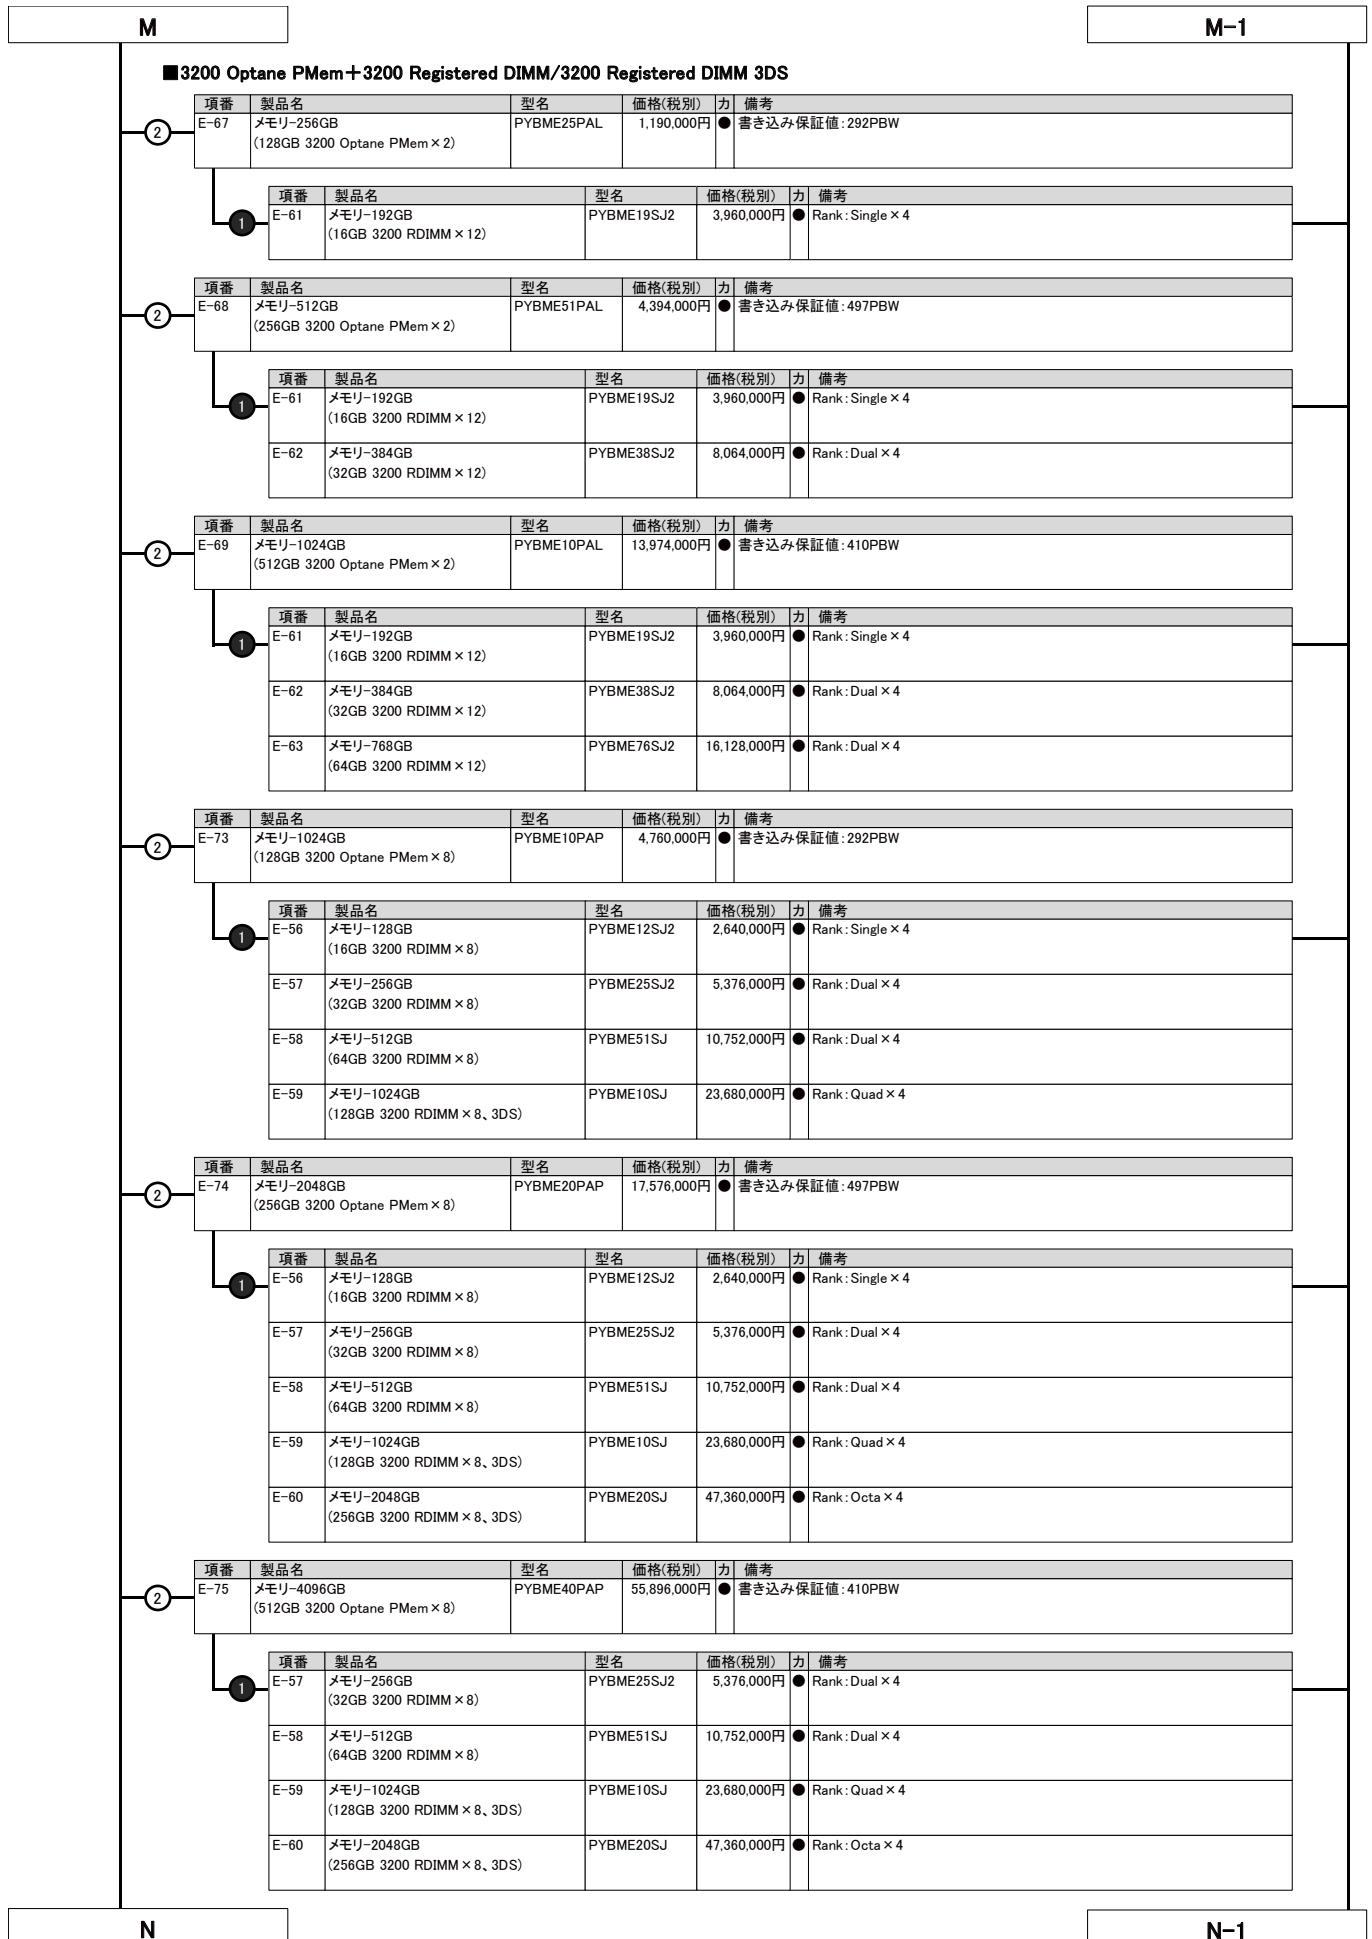 M
M-1
■3200 Optane PMem+3200 Registered DIMM/3200 Registered DIMM 3DS
項番 製品名 型名 価格(税別) カ 備考
② E-67 メモリ-256GB PYBME25PAL 1,190,000円 ● 書き込み保証値:292PBW
(128GB 3200 Optane PMem×2)
項番 製品名 型名 価格(税別) カ 備考
❶ E-61 メモリ-192GB PYBME19SJ2 3,960,000円 ● Rank:Single×4
(16GB 3200 RDIMM×12)
項番 製品名 型名 価格(税別) カ 備考
② E-68 メモリ-512GB PYBME51PAL 4,394,000円 ● 書き込み保証値:497PBW
(256GB 3200 Optane PMem×2)
項番 製品名 型名 価格(税別) カ 備考
❶ E-61 メモリ-192GB PYBME19SJ2 3,960,000円 ● Rank:Single×4
(16GB 3200 RDIMM×12)
E-62 メモリ-384GB PYBME38SJ2 8,064,000円 ● Rank:Dual×4
(32GB 3200 RDIMM×12)
項番 製品名 型名 価格(税別) カ 備考
② E-69 メモリ-1024GB PYBME10PAL 13,974,000円 ● 書き込み保証値:410PBW
(512GB 3200 Optane PMem×2)
項番 製品名 型名 価格(税別) カ 備考
❶ E-61 メモリ-192GB PYBME19SJ2 3,960,000円 ● Rank:Single×4
(16GB 3200 RDIMM×12)
E-62 メモリ-384GB PYBME38SJ2 8,064,000円 ● Rank:Dual×4
(32GB 3200 RDIMM×12)
E-63 メモリ-768GB PYBME76SJ2 16,128,000円 ● Rank:Dual×4
(64GB 3200 RDIMM×12)
項番 製品名 型名 価格(税別) カ 備考
② E-73 メモリ-1024GB PYBME10PAP 4,760,000円 ● 書き込み保証値:292PBW
(128GB 3200 Optane PMem×8)
項番 製品名 型名 価格(税別) カ 備考
❶ E-56 メモリ-128GB PYBME12SJ2 2,640,000円 ● Rank:Single×4
(16GB 3200 RDIMM×8)
E-57 メモリ-256GB PYBME25SJ2 5,376,000円 ● Rank:Dual×4
(32GB 3200 RDIMM×8)
E-58 メモリ-512GB PYBME51SJ 10,752,000円 ● Rank:Dual×4
(64GB 3200 RDIMM×8)
E-59 メモリ-1024GB PYBME10SJ 23,680,000円 ● Rank:Quad×4
(128GB 3200 RDIMM×8、3DS)
項番 製品名 型名 価格(税別) カ 備考
② E-74 メモリ-2048GB PYBME20PAP 17,576,000円 ● 書き込み保証値:497PBW
(256GB 3200 Optane PMem×8)
項番 製品名 型名 価格(税別) カ 備考
❶ E-56 メモリ-128GB PYBME12SJ2 2,640,000円 ● Rank:Single×4
(16GB 3200 RDIMM×8)
E-57 メモリ-256GB PYBME25SJ2 5,376,000円 ● Rank:Dual×4
(32GB 3200 RDIMM×8)
E-58 メモリ-512GB PYBME51SJ 10,752,000円 ● Rank:Dual×4
(64GB 3200 RDIMM×8)
E-59 メモリ-1024GB PYBME10SJ 23,680,000円 ● Rank:Quad×4
(128GB 3200 RDIMM×8、3DS)
E-60 メモリ-2048GB PYBME20SJ 47,360,000円 ● Rank:Octa×4
(256GB 3200 RDIMM×8、3DS)
項番 製品名 型名 価格(税別) カ 備考
② E-75 メモリ-4096GB PYBME40PAP 55,896,000円 ● 書き込み保証値:410PBW
(512GB 3200 Optane PMem×8)
項番 製品名 型名 価格(税別) カ 備考
❶ E-57 メモリ-256GB PYBME25SJ2 5,376,000円 ● Rank:Dual×4
(32GB 3200 RDIMM×8)
E-58 メモリ-512GB PYBME51SJ 10,752,000円 ● Rank:Dual×4
(64GB 3200 RDIMM×8)
E-59 メモリ-1024GB PYBME10SJ 23,680,000円 ● Rank:Quad×4
(128GB 3200 RDIMM×8、3DS)
E-60 メモリ-2048GB PYBME20SJ 47,360,000円 ● Rank:Octa×4
(256GB 3200 RDIMM×8、3DS)
N
N-1